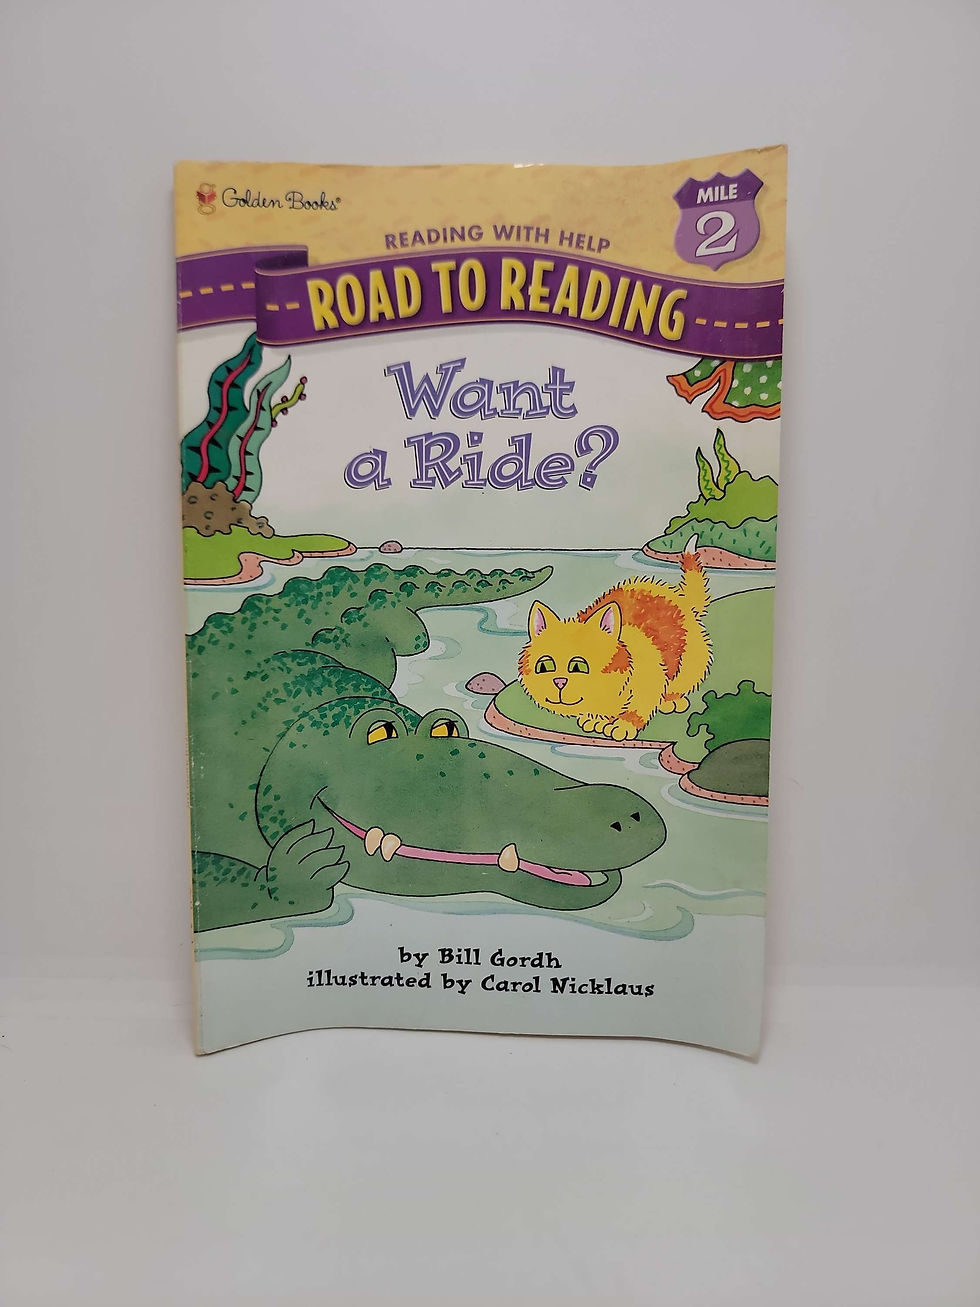 Golden Books®
MILE
2
READING WITH HELP
ROAD TO READING
Want
a Ride?
by Bill Gordh
illustrated by Carol Nicklaus